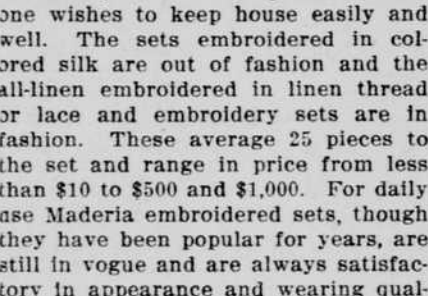 one wishes to keep house easily and
well. The sets embroidered in col-
ored silk are out of fashion and the
all-linen embroidered in linen thread
or lace and embroidery sets are in
fashion. These average 25 pieces to
the set and range in price from less
than $10 to $500 and $1,000. For daily
use Maderia embroidered sets, though
they have been popular for years, are
still in vogue and are always satisfac-
tory in appearance and wearing qual-